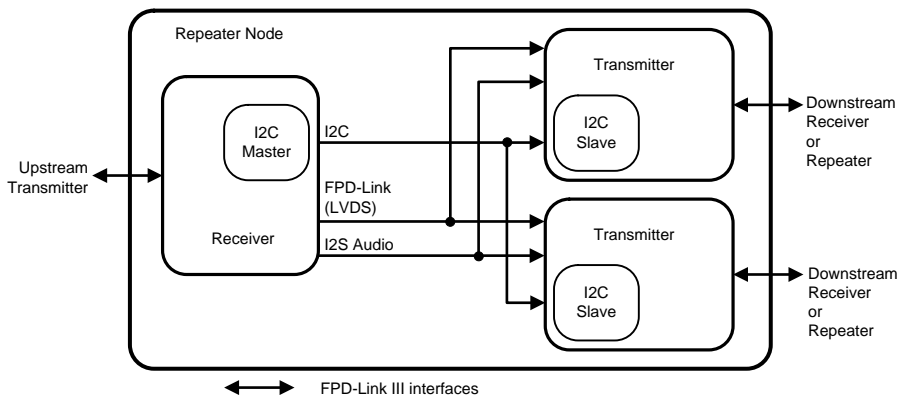 Repeater Node
Transmitter
I2C
Slave
Downstream
Receiver
or
Repeater
I2C
Master
I2C
Upstream
Transmitter
FPD-Link
(LVDS)
Receiver
I2S Audio
Transmitter
I2C
Slave
Downstream
Receiver
or
Repeater
FPD-Link III interfaces